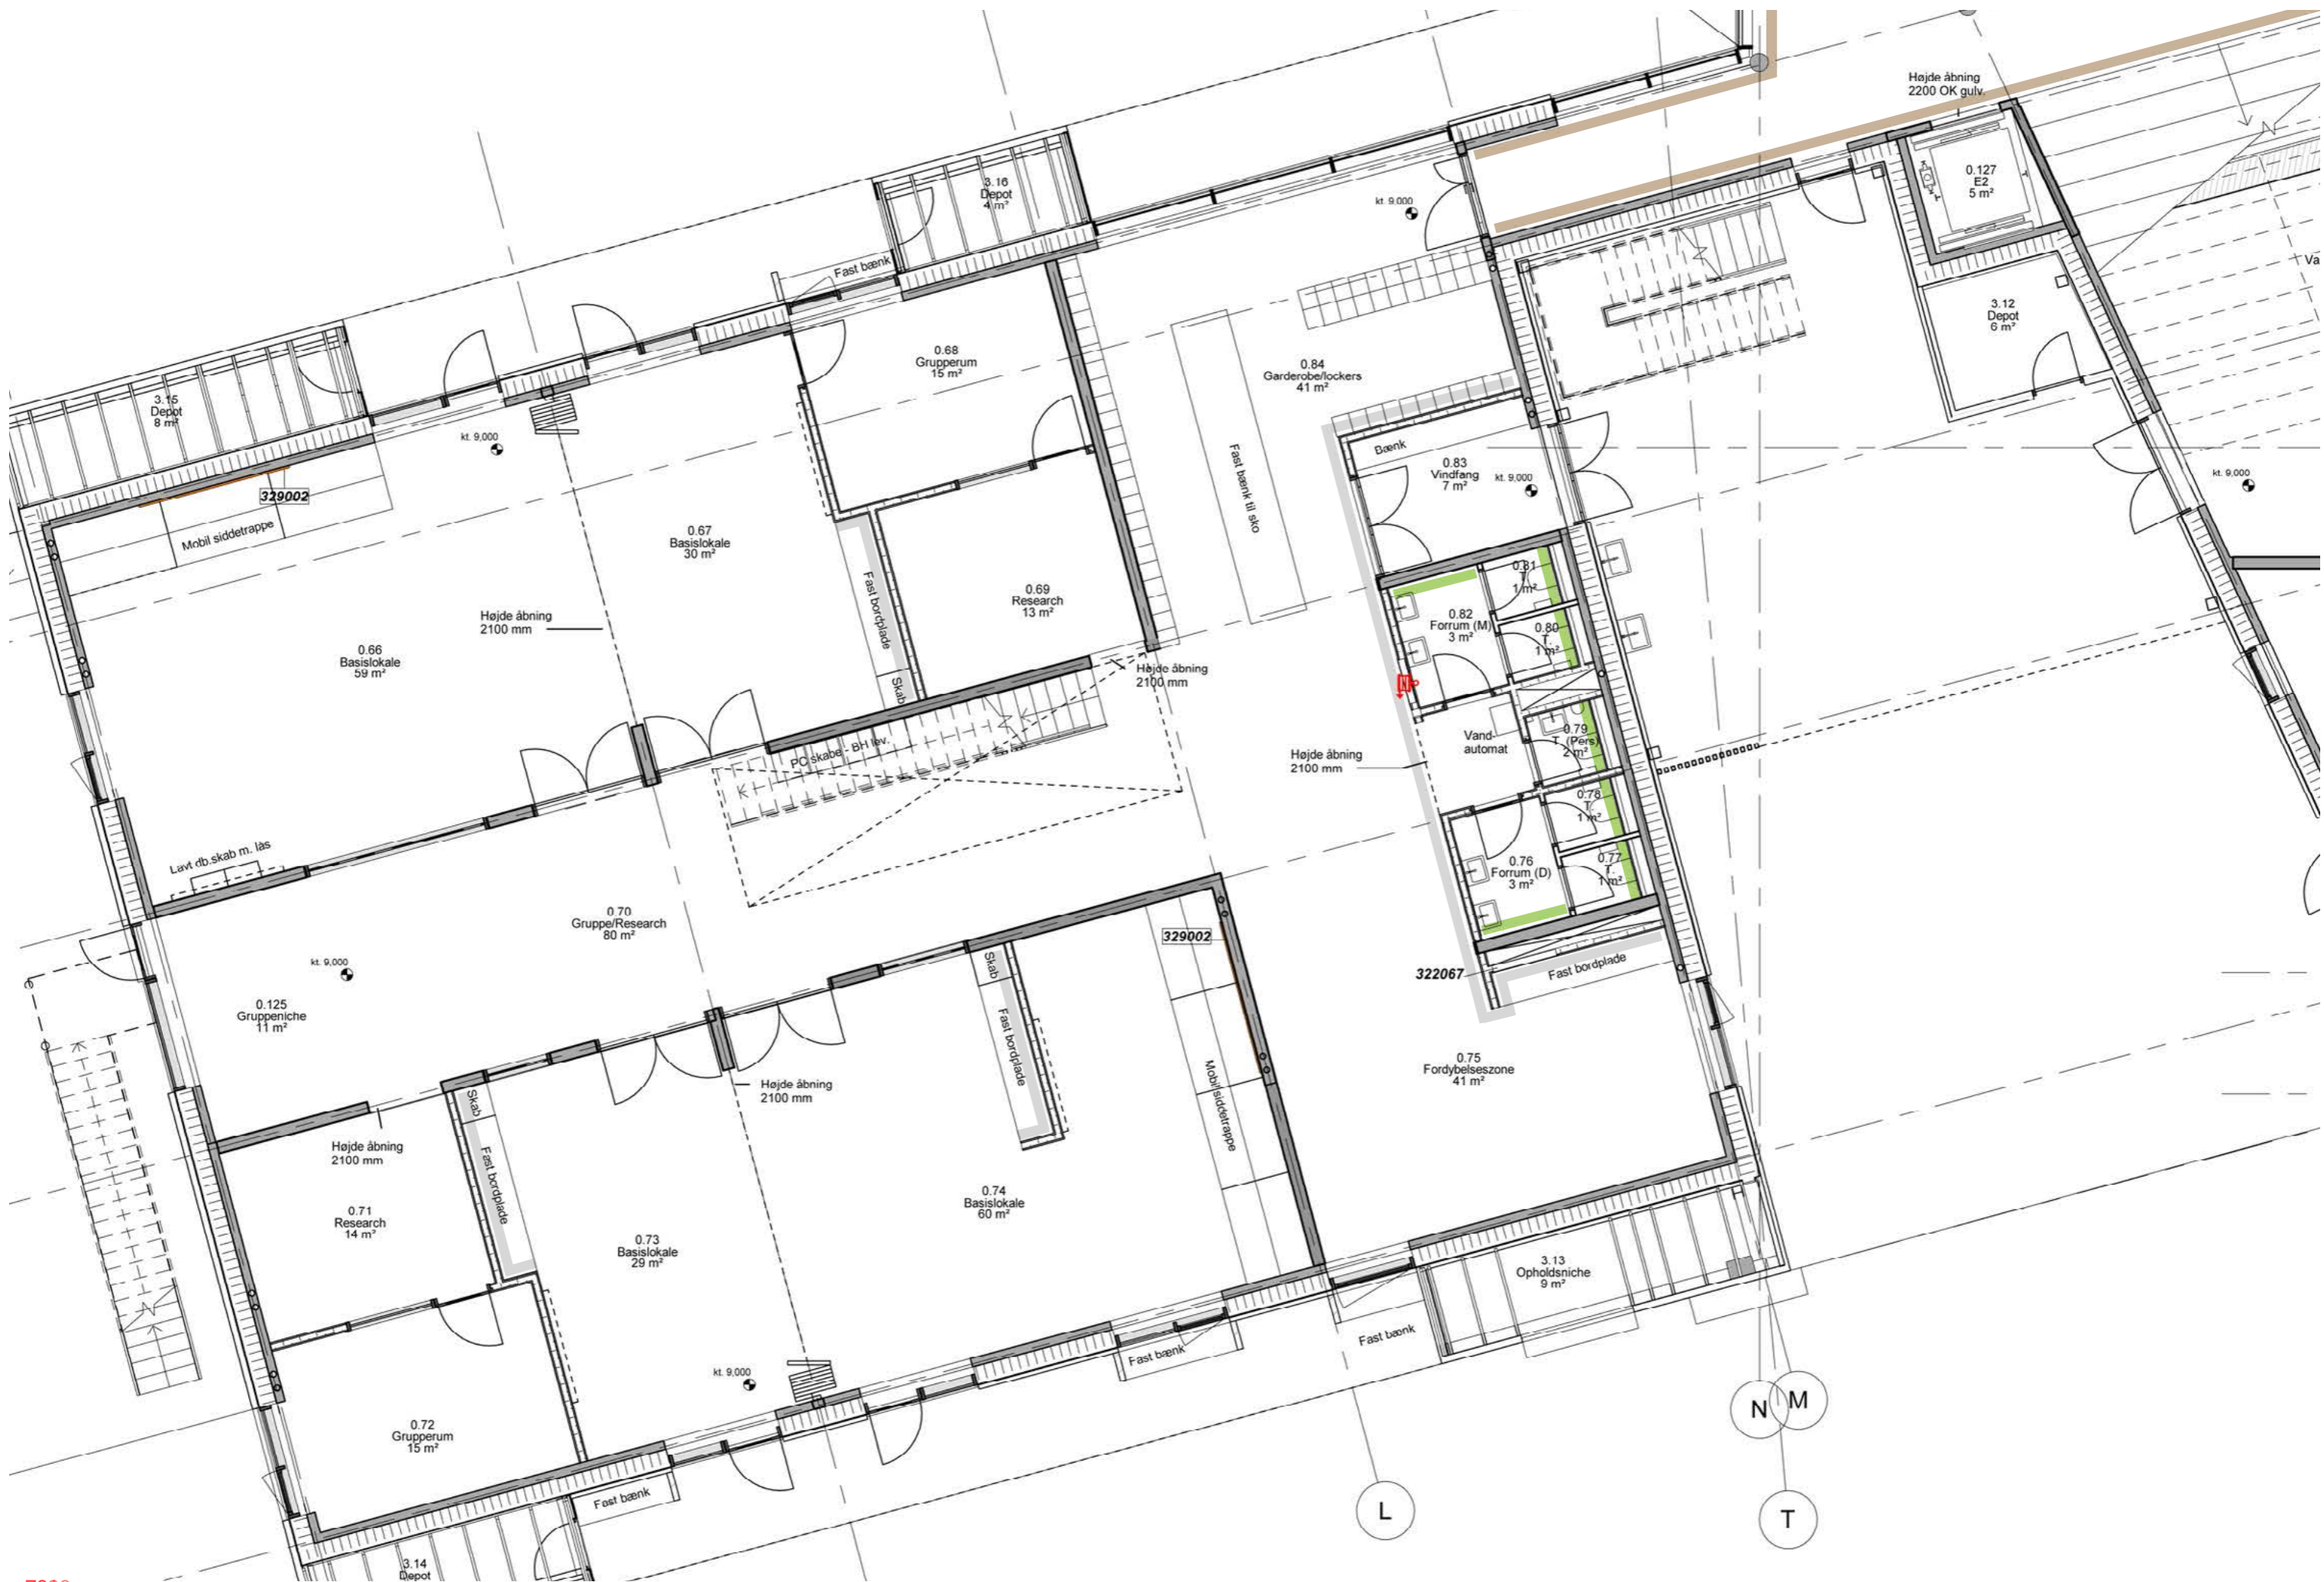 Højde åbning
2200 OK gulv.
0.127
E2
5 m²
3.16
Depot
4 m²
kt. 9,000
Fast bænk
3.12
Depot
6 m²
0.68
Grupperum
15 m²
0.84
Garderobe/lockers
41 m²
3.15
Depot
8 m²
kt. 9,000
Bænk
0.83
Vindfang
7 m²
kt. 9,000
kt. 9,000
329002
Mobil siddetrappe
Fast bænk til sko
0.67
Basislokale
30 m²
0.69
Research
13 m²
Fast bordplade
Skab
Højde åbning
2100 mm
0.66
Basislokale
59 m²
Højde åbning
2100 mm
0.81
T.
1 m²
0.82
Forrum (M)
3 m²
0.80
T.
1 m²
Vand-
automat
0.79
T. (Pers)
2 m²
Højde åbning
2100 mm
0.78
T.
1 m²
0.77
T.
1 m²
0.76
Forrum (D)
3 m²
PC skabe - BH lev.
Lavt db.skab m. lås
0.70
Gruppe/Research
80 m²
329002
kt. 9,000
0.125
Gruppeniche
11 m²
Skab
Fast bordplade
322067
Fast bordplade
0.75
Fordybelseszone
41 m²
Højde åbning
2100 mm
Mobil siddetrappe
Skab
Fast bordplade
Højde åbning
2100 mm
0.71
Research
14 m²
0.74
Basislokale
60 m²
0.73
Basislokale
29 m²
3.13
Opholdsniche
9 m²
Fast bænk
Fast bænk
kt. 9,000
0.72
Grupperum
15 m²
Fast bænk
N
M
L
T
3.14
Depot